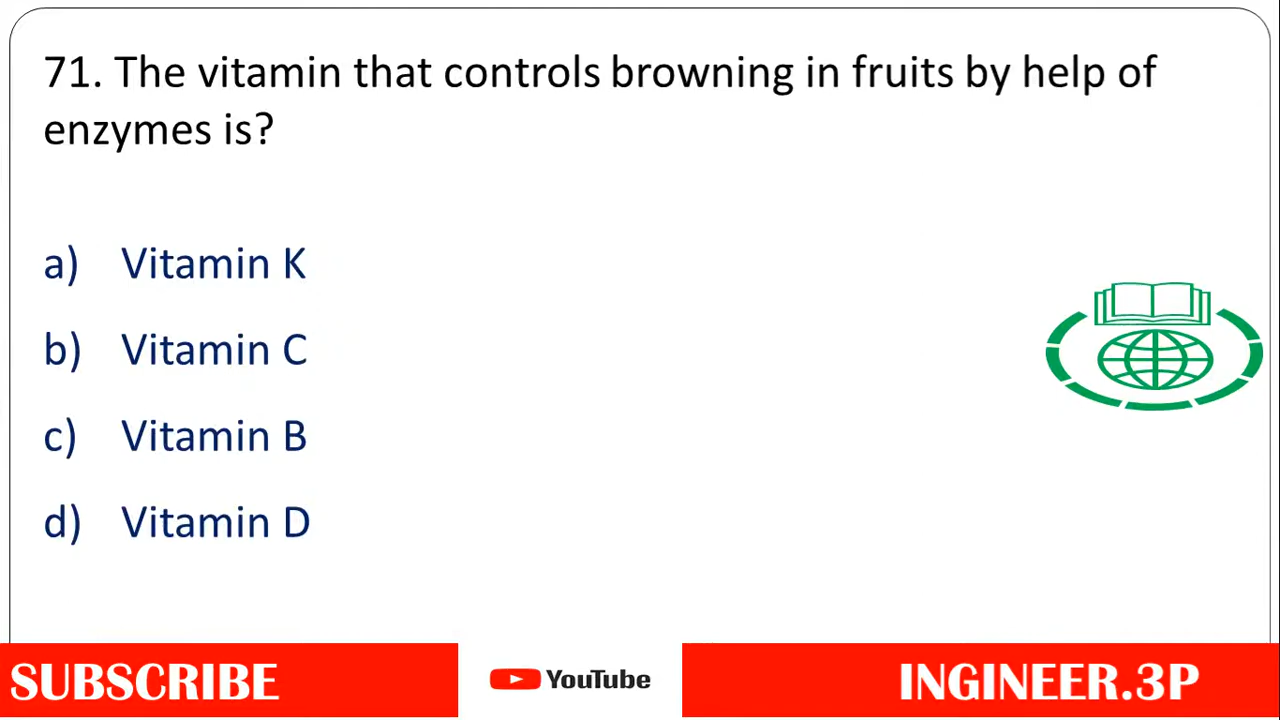 71. The vitamin that controls browning in fruits by help of
enzymes is?
a) Vitamin K
b) Vitamin C
c) Vitamin B
d) Vitamin D
SUBSCRIBE YouTube INGINEER.3P